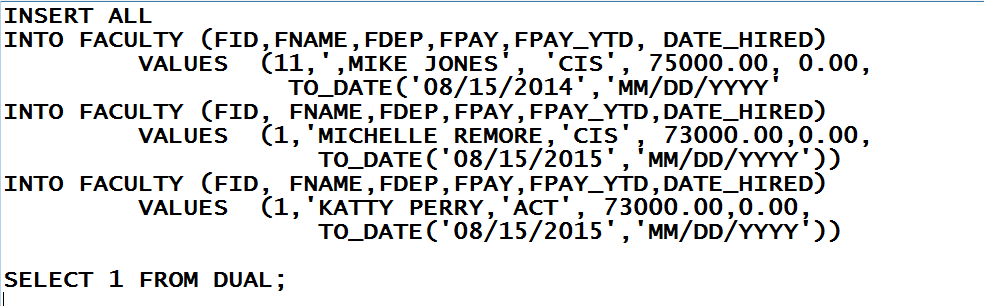 INSERT ALL
INTO FACULTY (FID,FNAME,FDEP,FPAY,FPAY_YTD, DATE_HIRED)
VALUES (11,',MIKE JONES', 'CIS', 75000.00, 0.00,
TO_DATE('08/15/2014','MM/DD/YYYY'
INTO FACULTY (FID, FNAME,FDEP,FPAY,FPAY_YTD,DATE_HIRED)
VALUES (1,'MICHELLE REMORE,'CIS', 73000.00,0.00,
TO_DATE('08/15/2015','MM/DD/YYYY'))
INTO FACULTY (FID, FNAME,FDEP,FPAY,FPAY_YTD,DATE_HIRED)
VALUES (1,'KATTY PERRY,'ACT', 73000.00,0.00,
TO_DATE('08/15/2015','MM/DD/YYYY'))
SELECT 1 FROM DUAL;